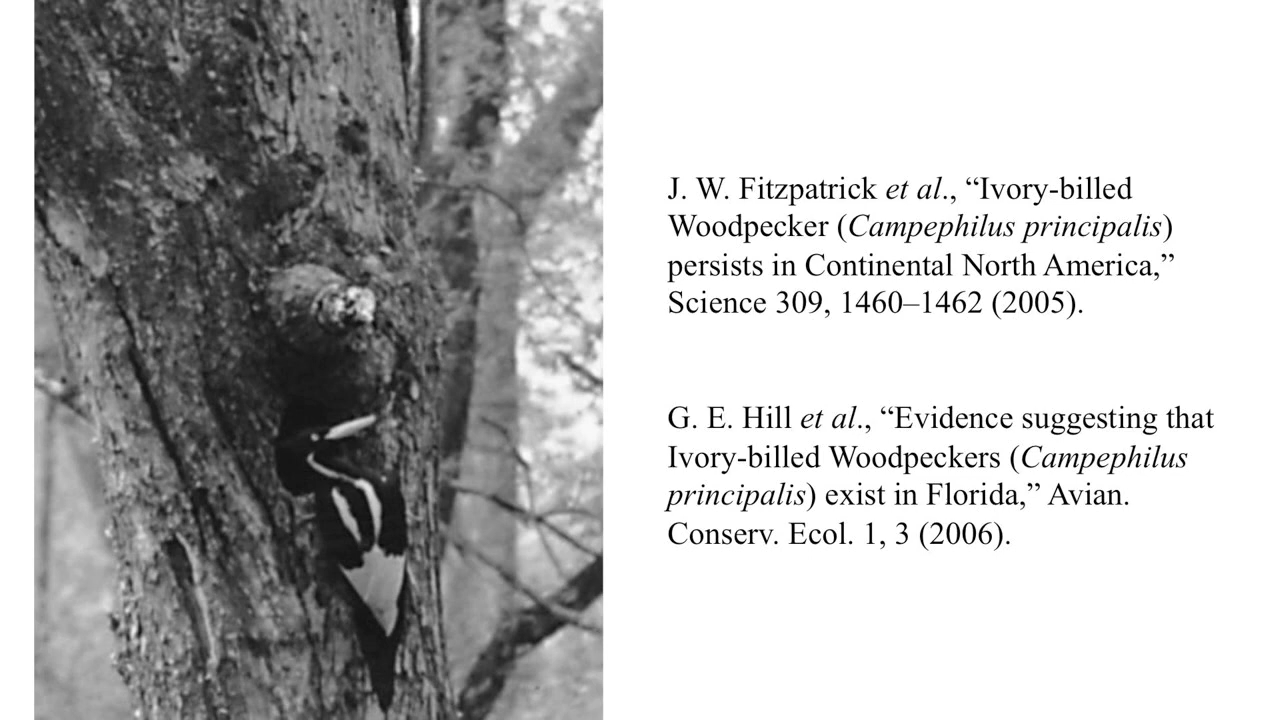 J. W. Fitzpatrick et al., “Ivory-billed
Woodpecker (Campephilus principalis)
persists in Continental North America,”
Science 309, 1460–1462 (2005).
G. E. Hill et al., “Evidence suggesting that
Ivory-billed Woodpeckers (Campephilus
principalis) exist in Florida,” Avian.
Conserv. Ecol. 1, 3 (2006).